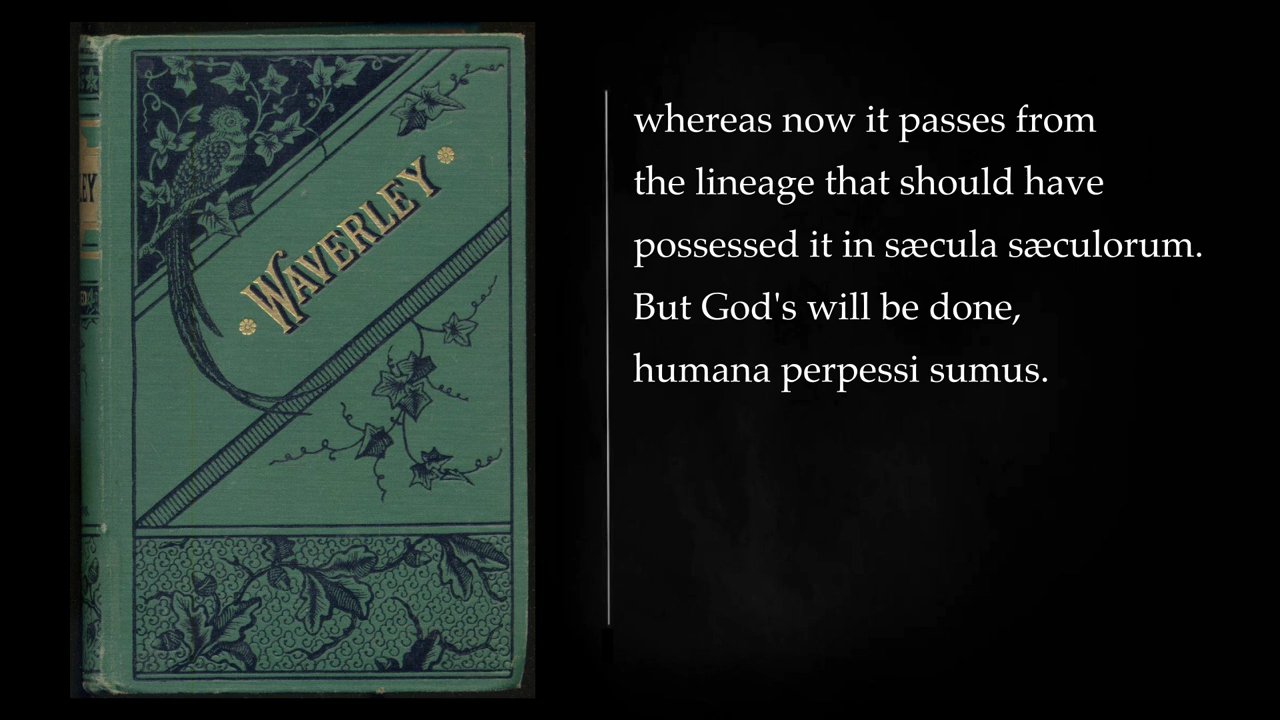 WAVERLEY
EY
whereas now it passes from
the lineage that should have
possessed it in sæcula sæculorum.
But God's will be done,
humana perpessi sumus.